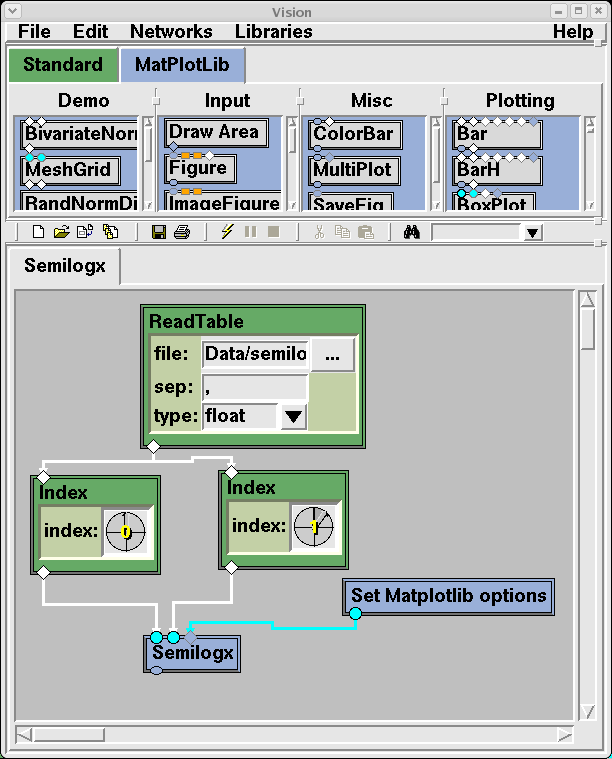 Vision
File Edit Networks Libraries Help
Standard MatPlotLib
Demo Input Misc Plotting
BivariateNor
Draw Area
ColorBar
Bar
MeshGrid
Figure
MultiPlot
BarH
RandNormDi
ImageFigure
SaveFig
BoxPlot
Semilogx
ReadTable
file: Data/semilo ...
sep: ,
type: float
Index
index: 0
Index
index: 1
Set Matplotlib options
Semilogx